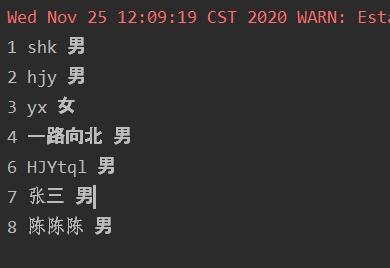 Wed Nov 25 12:09:19 CST 2020 WARN: Esta
1 shk 男
2 hjy 男
3 yx 女
4 一路向北 男
6 HJYtql 男
7 张三 男
8 陈陈陈 男